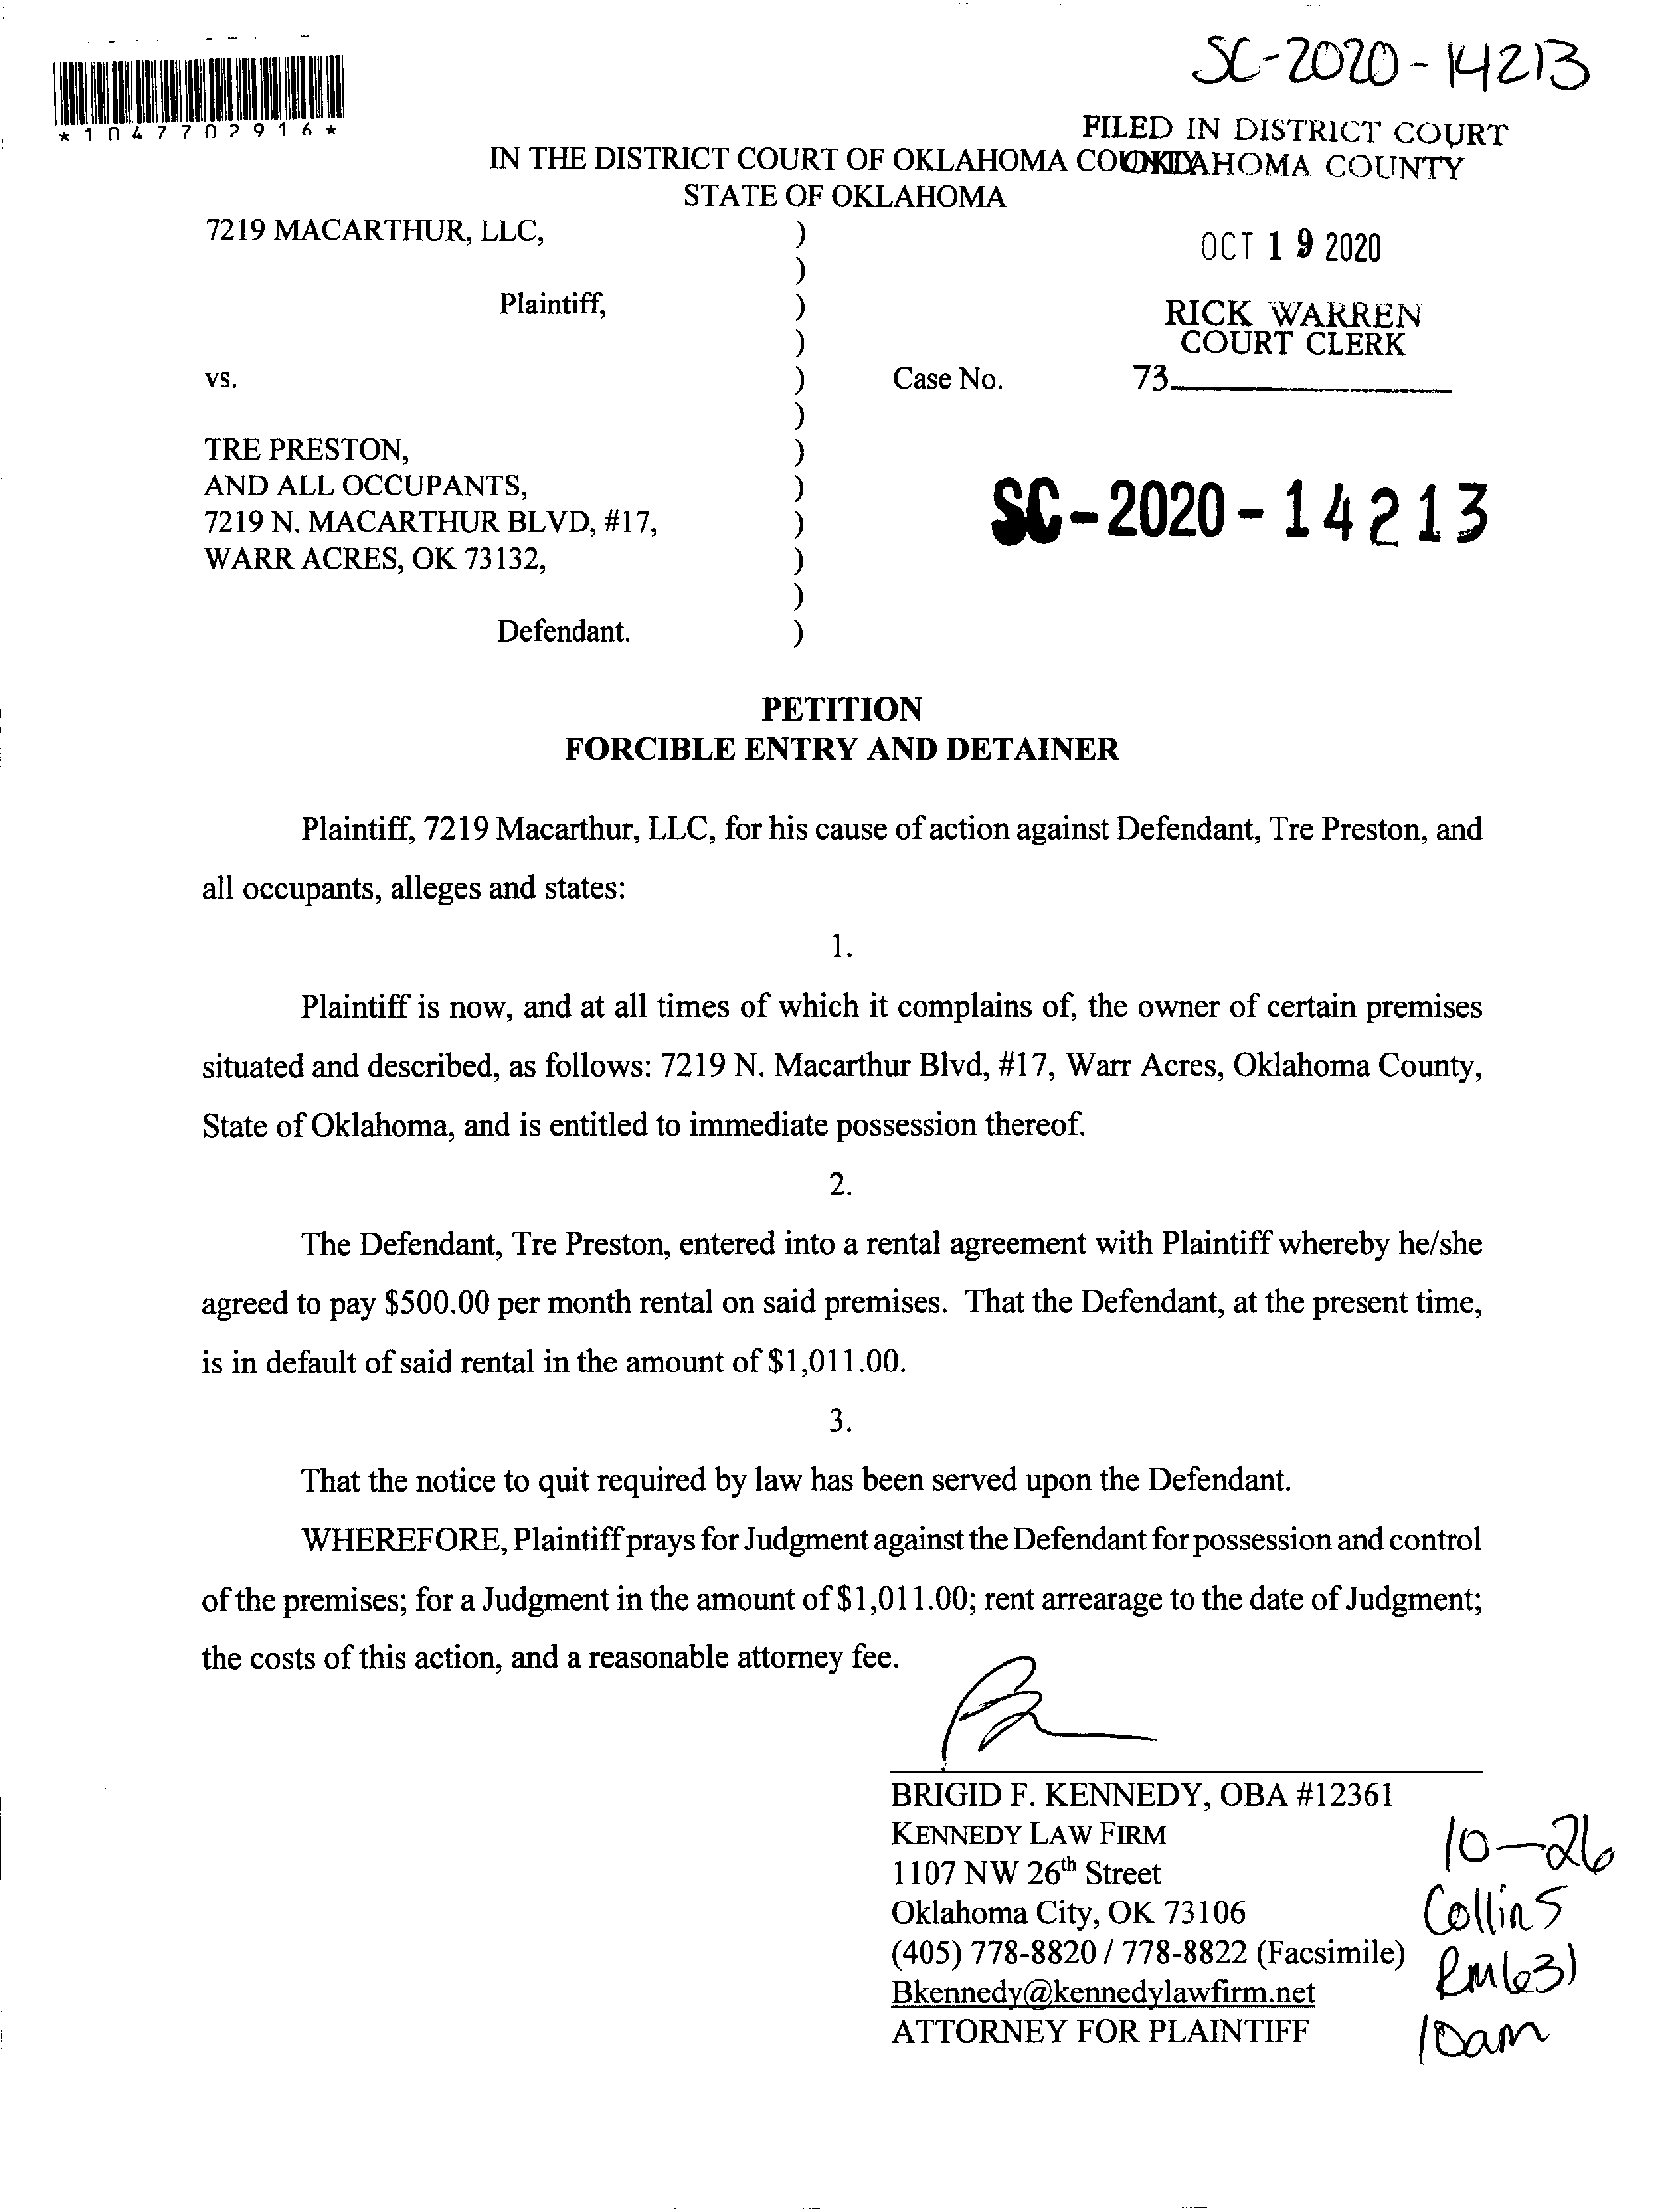 SC-2020-14213
*1047702916*
FILED IN DISTRICT COURT
OKLAHOMA COUNTY
IN THE DISTRICT COURT OF OKLAHOMA COUNTY
STATE OF OKLAHOMA
7219 MACARTHUR, LLC, )
)
OCT 19 2020
Plaintiff, )
RICK WARREN
COURT CLERK
)
vs. ) Case No. 73
)
TRE PRESTON, )
AND ALL OCCUPANTS, )
SC-2020-14213
7219 N. MACARTHUR BLVD, #17, )
WARR ACRES, OK 73132, )
)
Defendant. )
PETITION
FORCIBLE ENTRY AND DETAINER
Plaintiff, 7219 Macarthur, LLC, for his cause of action against Defendant, Tre Preston, and
all occupants, alleges and states:
1.
Plaintiff is now, and at all times of which it complains of, the owner of certain premises
situated and described, as follows: 7219 N. Macarthur Blvd, #17, Warr Acres, Oklahoma County,
State of Oklahoma, and is entitled to immediate possession thereof.
2.
The Defendant, Tre Preston, entered into a rental agreement with Plaintiff whereby he/she
agreed to pay $500.00 per month rental on said premises. That the Defendant, at the present time,
is in default of said rental in the amount of $1,011.00.
3.
That the notice to quit required by law has been served upon the Defendant.
WHEREFORE, Plaintiff prays for Judgment against the Defendant for possession and control
of the premises; for a Judgment in the amount of $1,011.00; rent arrearage to the date of Judgment;
the costs of this action, and a reasonable attorney fee.
BRIGID F. KENNEDY, OBA #12361
KENNEDY LAW FIRM
1107 NW 26th Street
Oklahoma City, OK 73106
(405) 778-8820 / 778-8822 (Facsimile)
Bkennedy@kennedylawfirm.net
ATTORNEY FOR PLAINTIFF
10-26
Collins
Rm631
10am